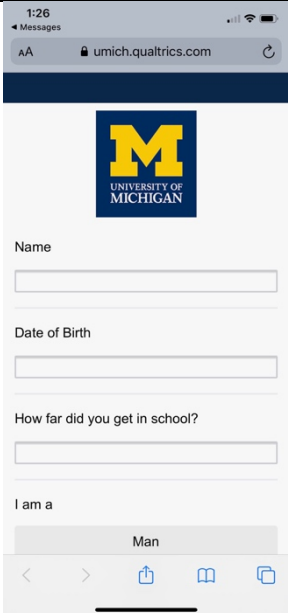 1:26
Messages
AA umich.qualtrics.com
M
UNIVERSITY OF
MICHIGAN
Name
Date of Birth
How far did you get in school?
I am a
Man